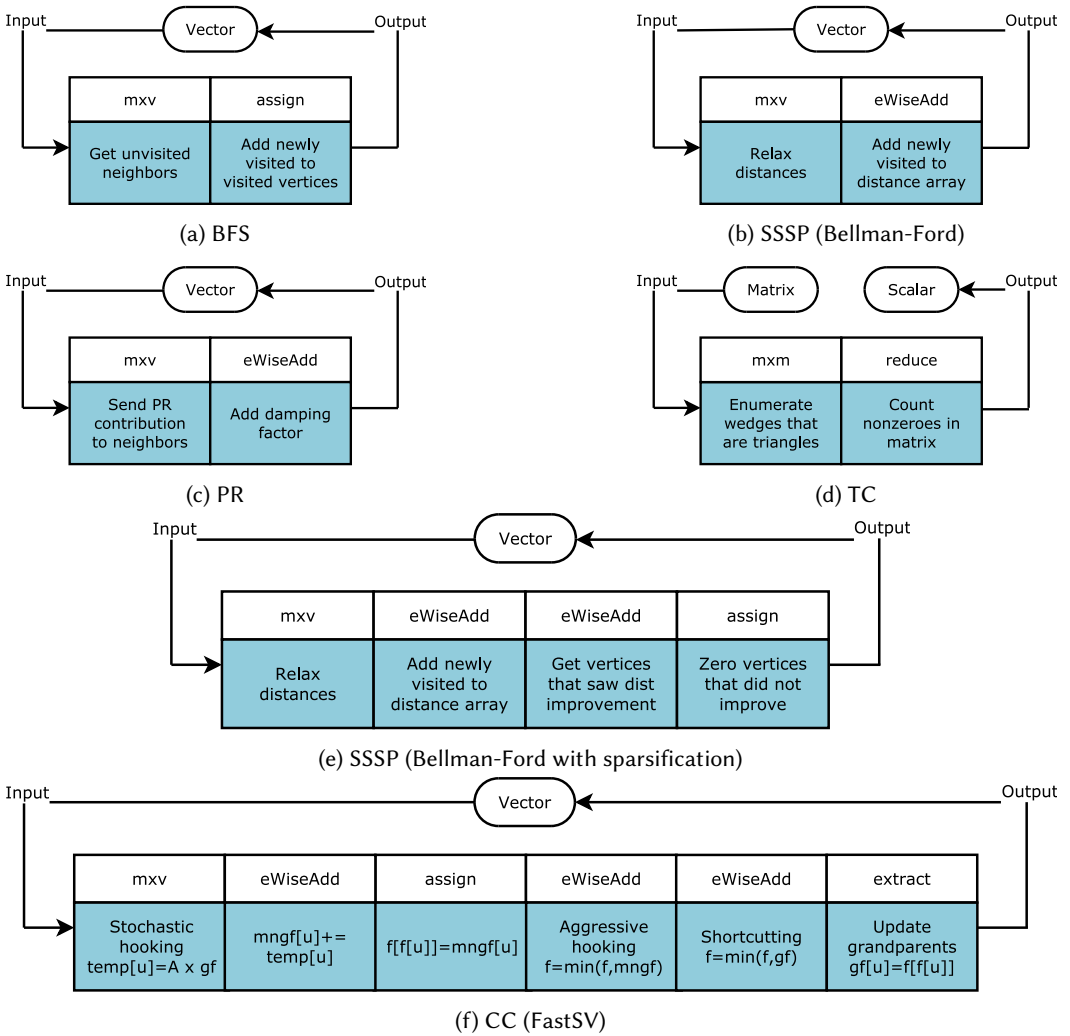 Input
Vector
Output
mxv
assign
Get unvisited
neighbors
Add newly
visited to
visited vertices
(a) BFS
Input
Vector
Output
mxv
eWiseAdd
Relax
distances
Add newly
visited to
distance array
(b) SSSP (Bellman-Ford)
Input
Vector
Output
mxv
eWiseAdd
Send PR
contribution
to neighbors
Add damping
factor
(c) PR
Input
Matrix
Scalar
Output
mxm
reduce
Enumerate
wedges that
are triangles
Count
nonzeroes in
matrix
(d) TC
Input
Vector
Output
mxv
eWiseAdd
eWiseAdd
assign
Relax
distances
Add newly
visited to
distance array
Get vertices
that saw dist
improvement
Zero vertices
that did not
improve
(e) SSSP (Bellman-Ford with sparsification)
Input
Vector
Output
mxv
eWiseAdd
assign
eWiseAdd
eWiseAdd
extract
Stochastic
hooking
temp[u]=A x gf
mngf[u]+=
temp[u]
f[f[u]]=mngf[u]
Aggressive
hooking
f=min(f,mngf)
Shortcutting
f=min(f,gf)
Update
grandparents
gf[u]=f[f[u]]
(f) CC (FastSV)